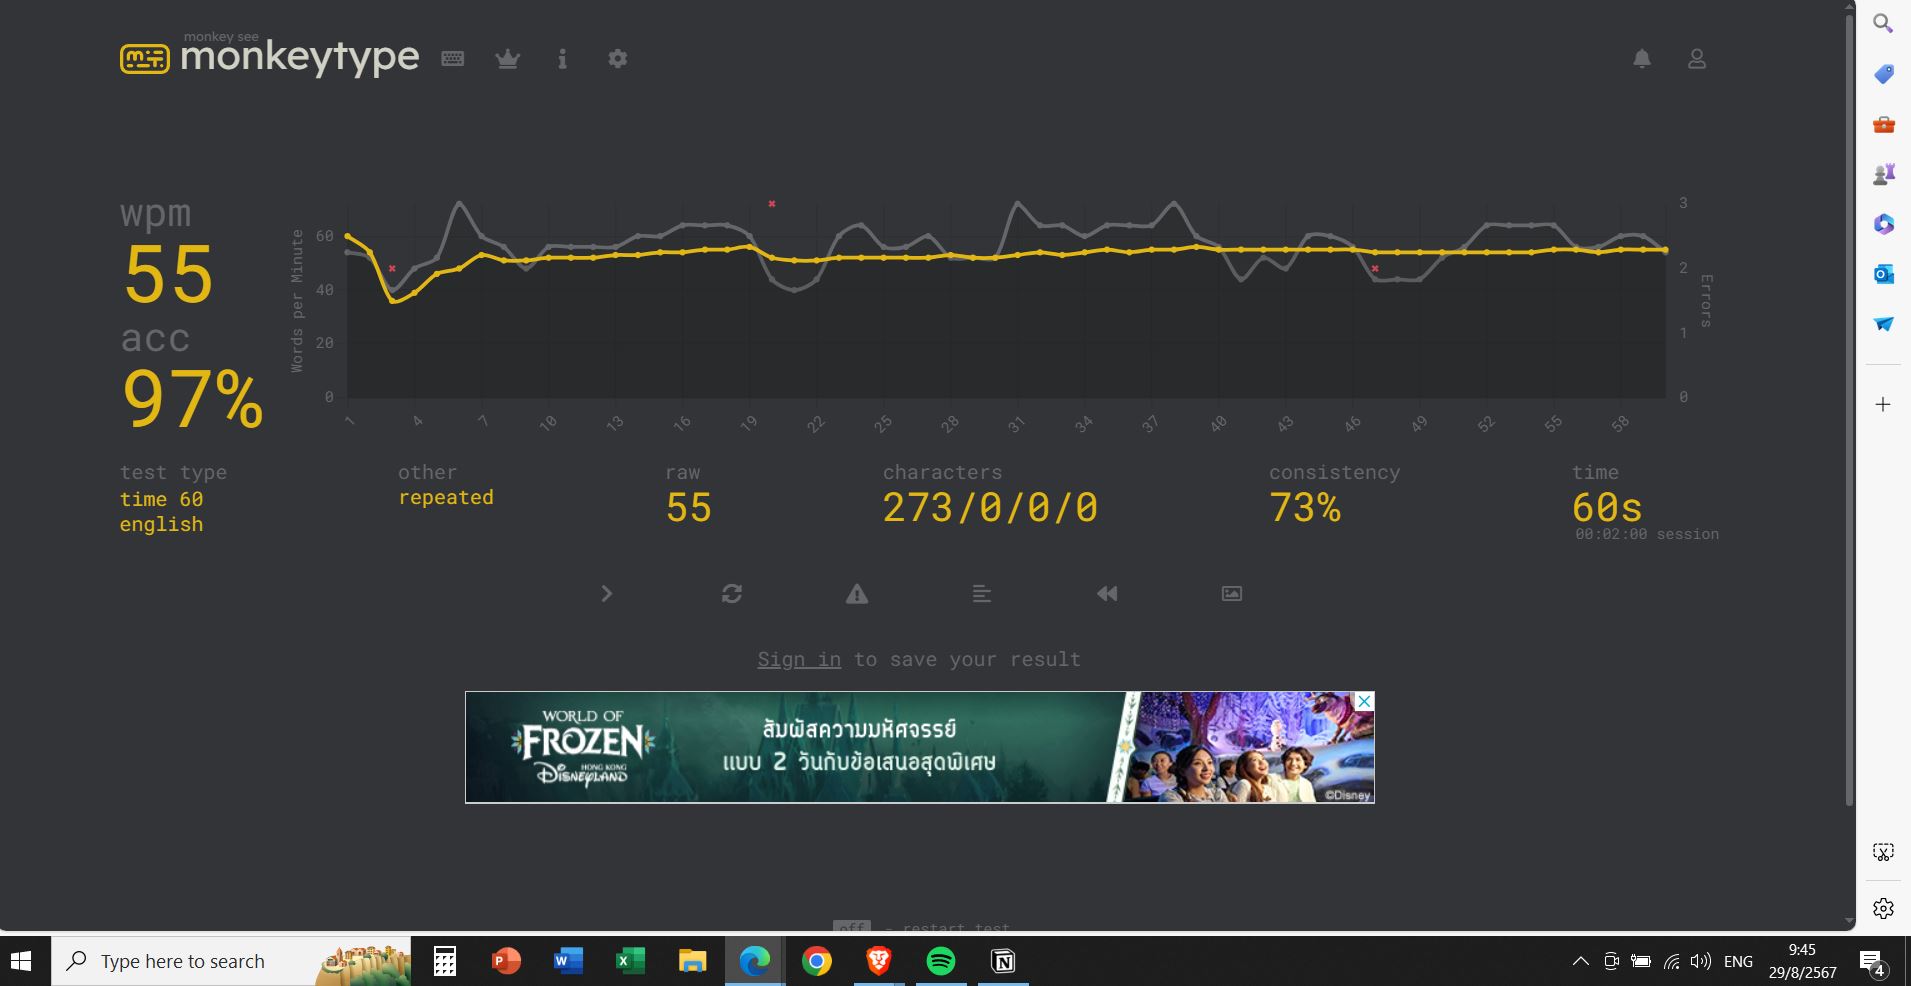 monkey see
monkeytype
wpm
55
acc
97%
Words per Minute
60
40
20
0
3
2
1
0
Errors
1 4 7 10 13 16 19 22 25 28 31 34 37 40 43 46 49 52 55 58
test type
time 60
english
other
repeated
raw
55
characters
273/0/0/0
consistency
73%
time
60s
00:02:00 session
Sign in to save your result
WORLD OF
FROZEN
HONG KONG
DISNEYLAND
สัมผัสความมหัศจรรย์
แบบ 2 วันกับข้อเสนอสุดพิเศษ
©Disney
off - restart test
Type here to search
ENG
9:45
29/8/2567
4